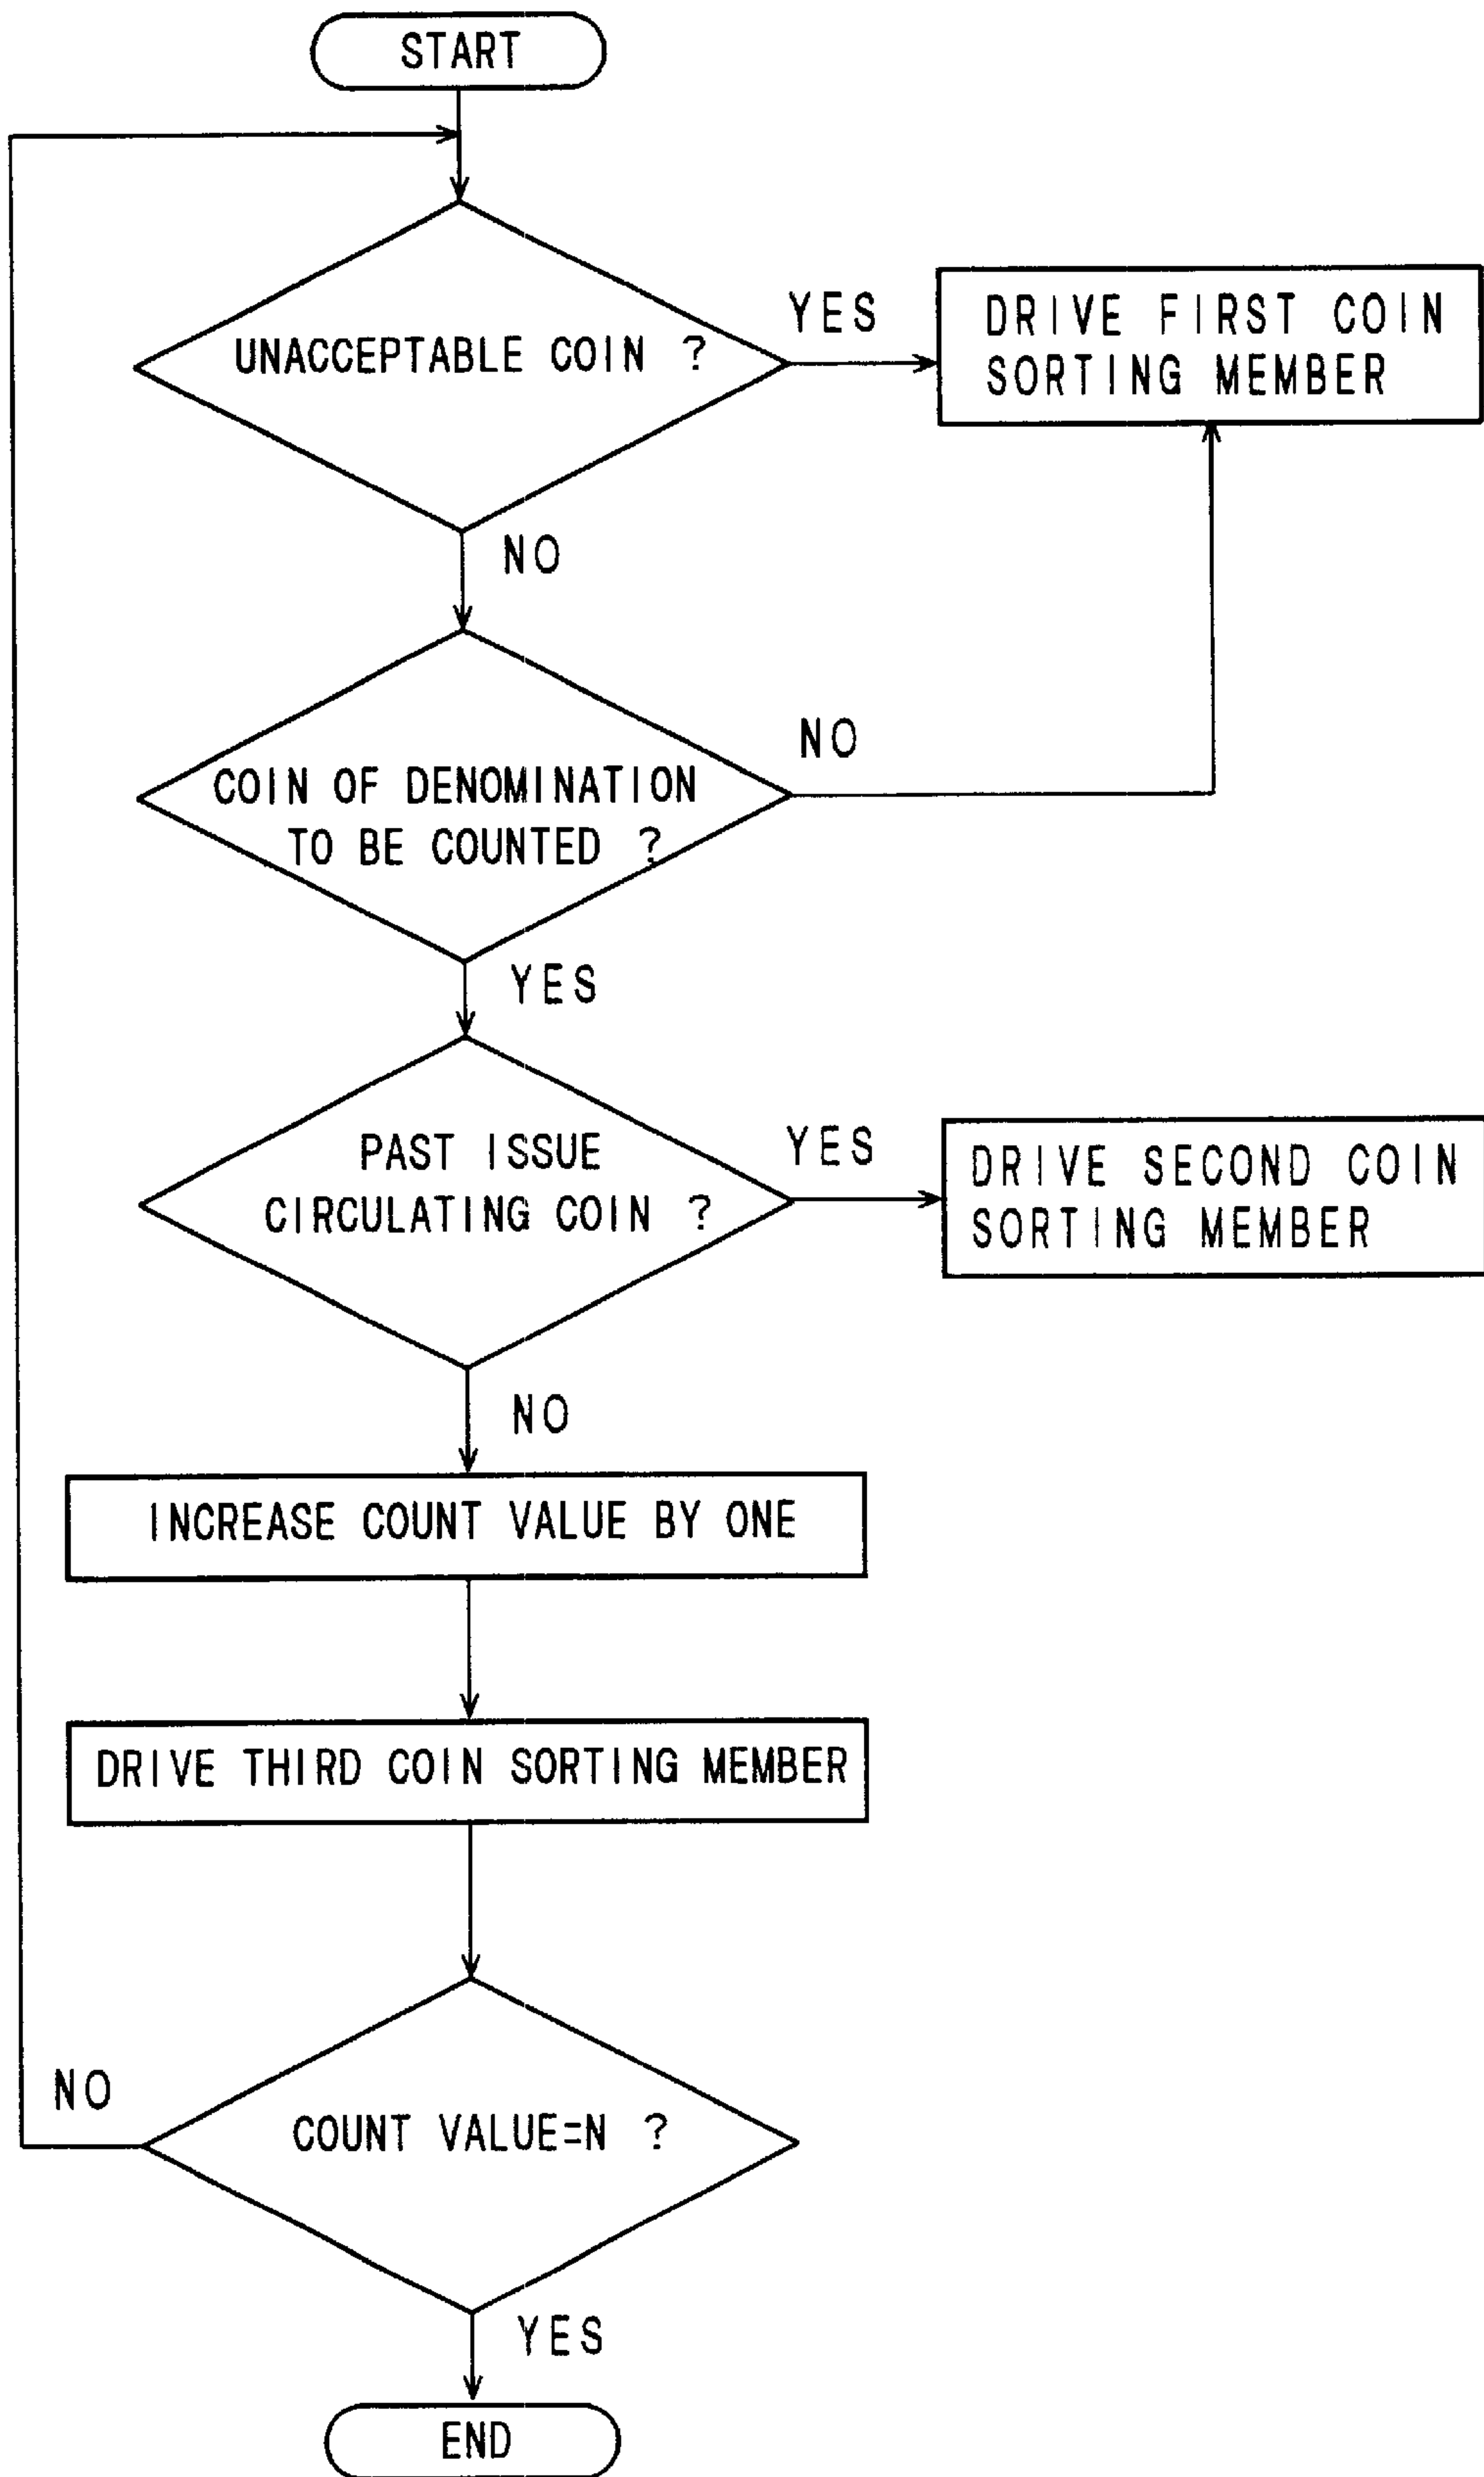 START
UNACCEPTABLE COIN ?
YES
DRIVE FIRST COIN
SORTING MEMBER
NO
COIN OF DENOMINATION
TO BE COUNTED ?
NO
YES
PAST ISSUE
CIRCULATING COIN ?
YES
DRIVE SECOND COIN
SORTING MEMBER
NO
INCREASE COUNT VALUE BY ONE
DRIVE THIRD COIN SORTING MEMBER
COUNT VALUE=N ?
NO
YES
END